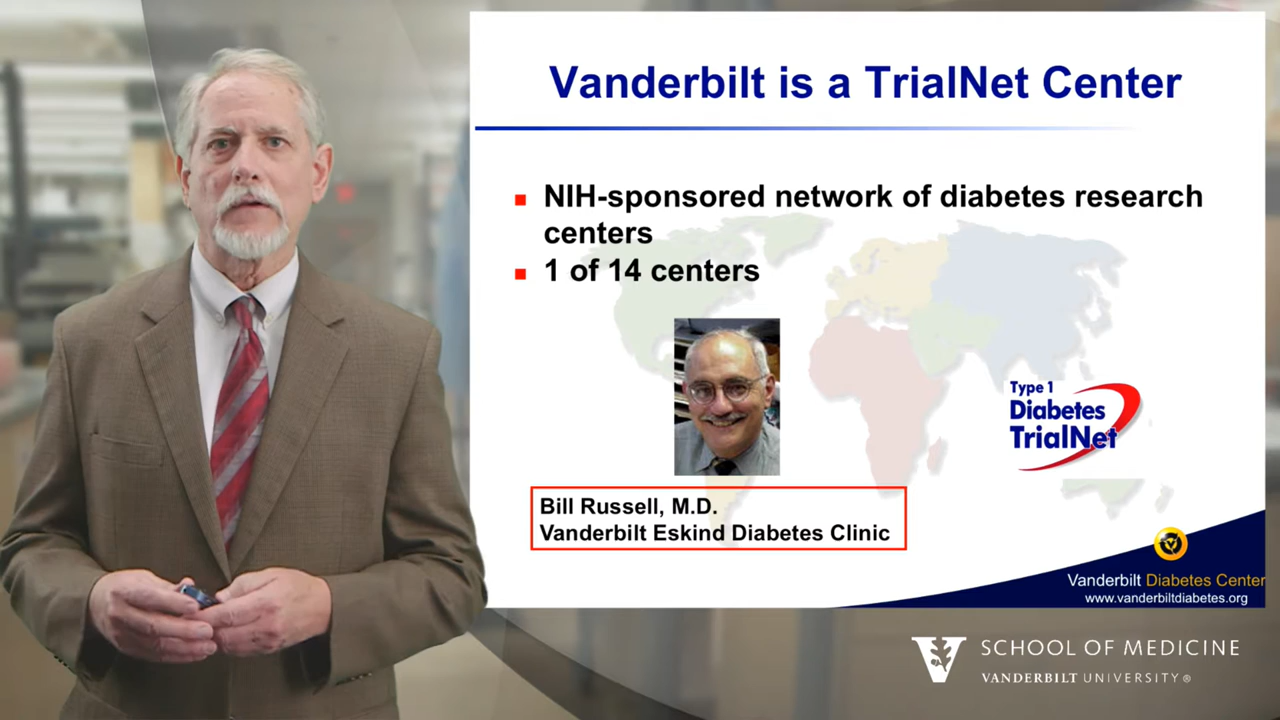 Vanderbilt is a TrialNet Center
NIH-sponsored network of diabetes research
centers
1 of 14 centers
Type 1
Diabetes
TrialNet
Bill Russell, M.D.
Vanderbilt Eskind Diabetes Clinic
Vanderbilt Diabetes Center
www.vanderbiltdiabetes.org
V SCHOOL OF MEDICINE
VANDERBILT UNIVERSITY®